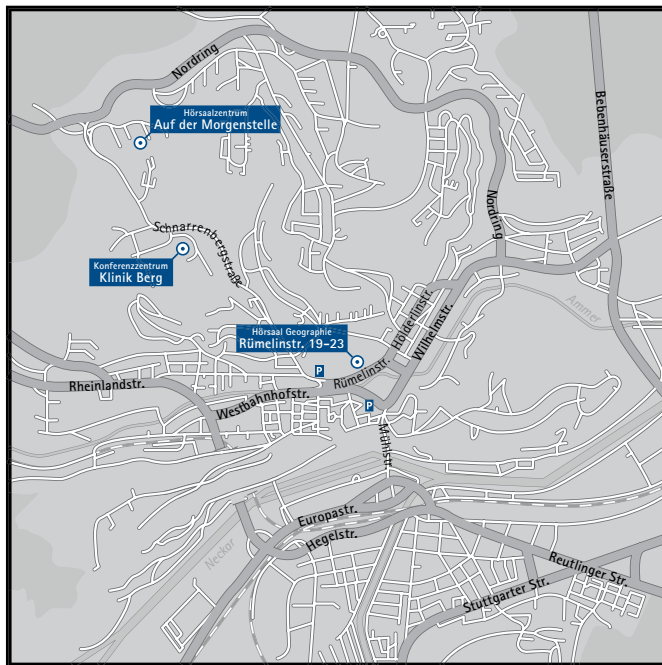 Nordring
Bebenhäuserstraße
Hörsaalzentrum
Auf der Morgenstelle
Nordring
Schnarrenbergstraße
Konferenzzentrum
Klinik Berg
Ammer
Hölderlinstr.
Wilhelmstr.
Hörsaal Geographie
Rümelinstr. 19-23
P
Rümelinstr.
Rheinlandstr.
Westbahnhofstr.
P
Mühlstr.
Europastr.
Hegelstr.
Neckar
Reutlinger Str.
Stuttgarter Str.